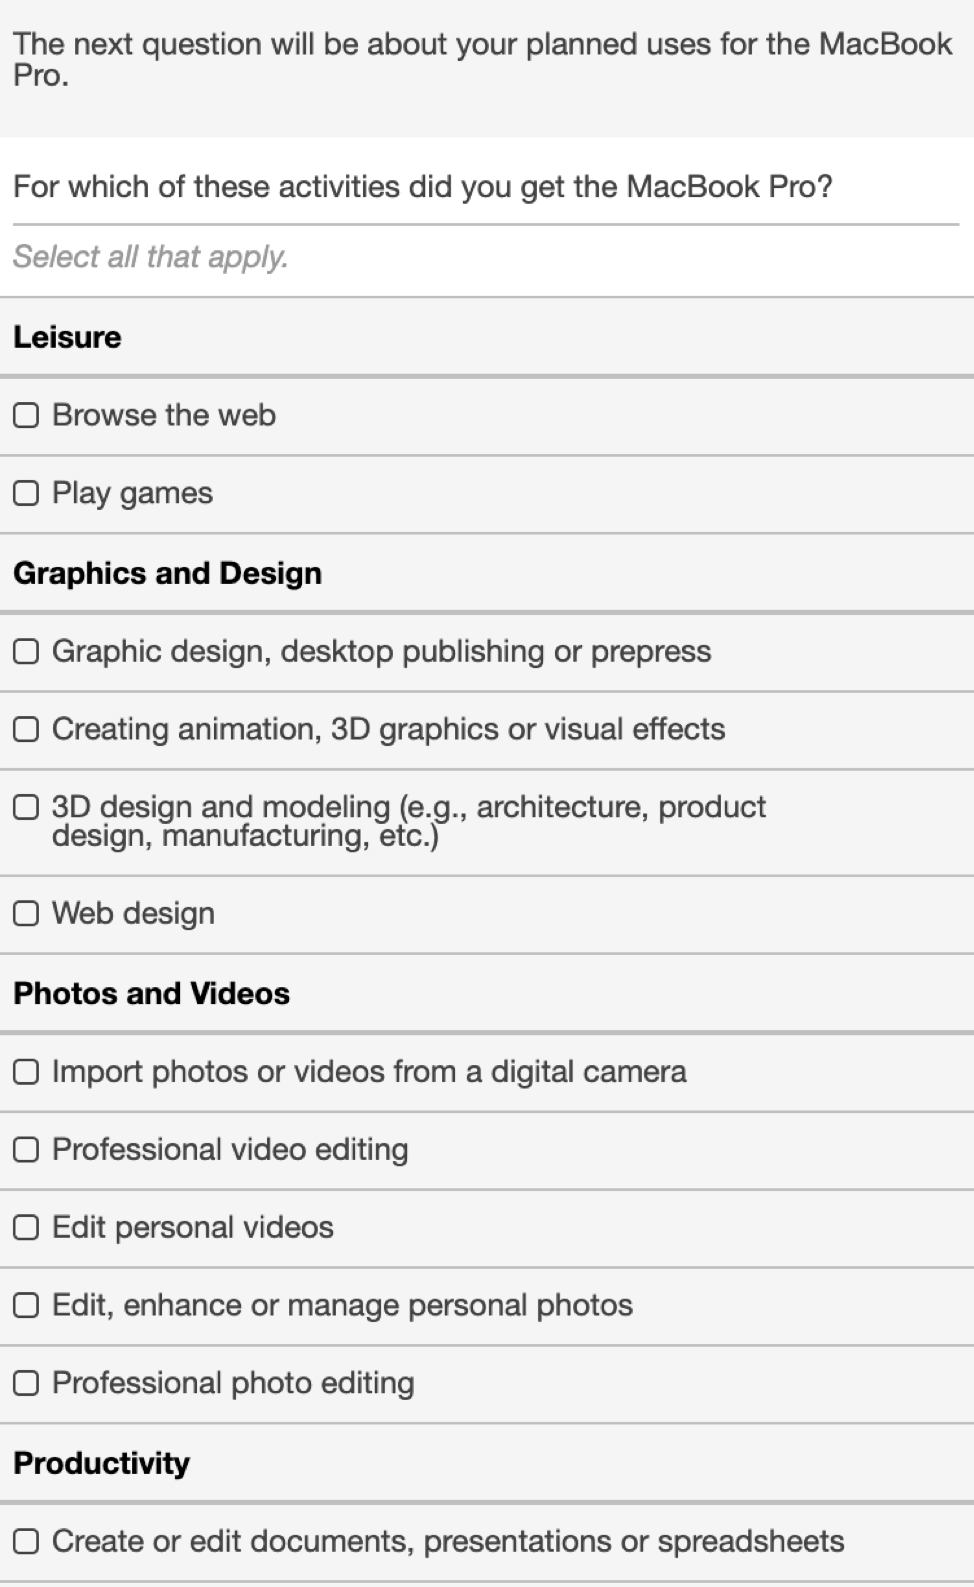 The next question will be about your planned uses for the MacBook
Pro.
For which of these activities did you get the MacBook Pro?
Select all that apply.
Leisure
Browse the web
Play games
Graphics and Design
Graphic design, desktop publishing or prepress
Creating animation, 3D graphics or visual effects
3D design and modeling (e.g., architecture, product
design, manufacturing, etc.)
Web design
Photos and Videos
Import photos or videos from a digital camera
Professional video editing
Edit personal videos
Edit, enhance or manage personal photos
Professional photo editing
Productivity
Create or edit documents, presentations or spreadsheets